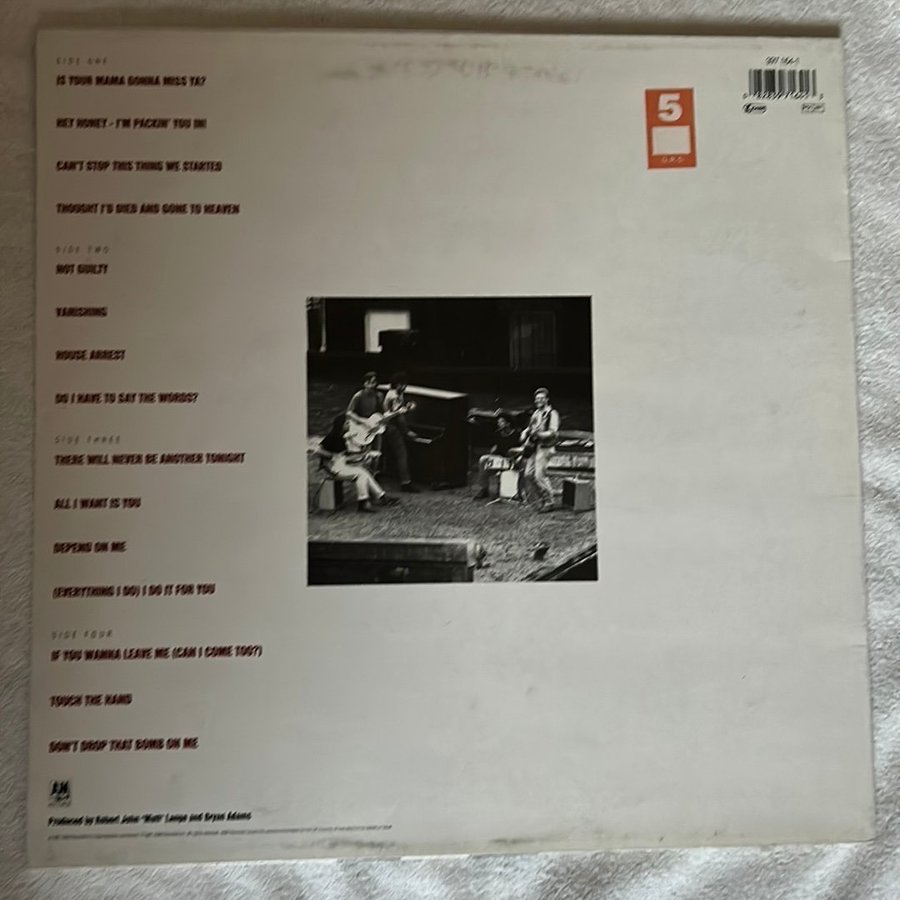 SIDE ONE
IS YOUR MAMA GONNA MISS YA?
HEY HONEY - I'M PACKIN' YOU IN!
CAN'T STOP THIS THING WE STARTED
THOUGHT I'D DIED AND GONE TO HEAVEN
SIDE TWO
NOT GUILTY
VANISHING
HOUSE ARREST
DO I HAVE TO SAY THE WORDS?
SIDE THREE
THERE WILL NEVER BE ANOTHER TONIGHT
ALL I WANT IS YOU
DEPEND ON ME
(EVERYTHING I DO) I DO IT FOR YOU
SIDE FOUR
IF YOU WANNA LEAVE ME (CAN I COME TOO?)
TOUCH THE HAND
DON'T DROP THAT BOMB ON ME
A&M
Produced by Robert John "Mutt" Lange and Bryan Adams
397 164-1
5